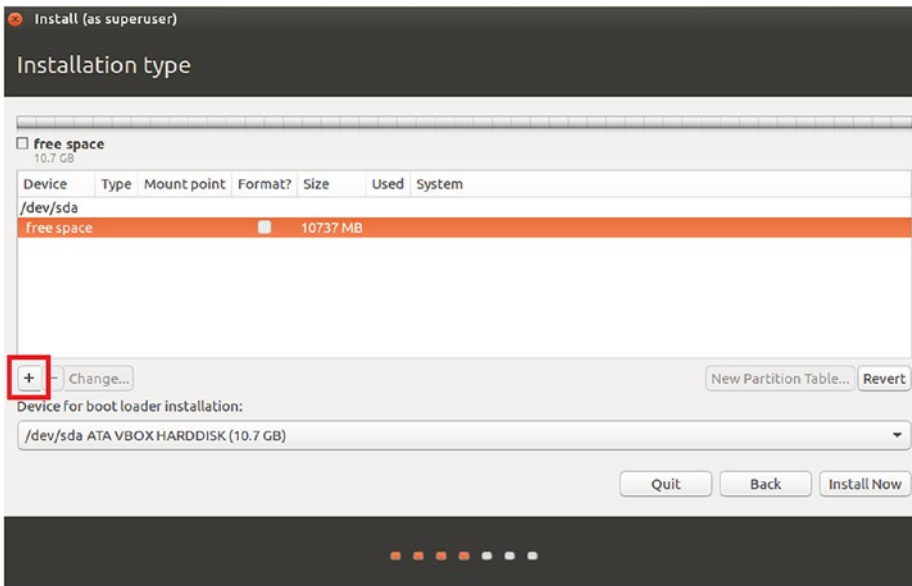 Install (as superuser)
Installation type
free space
10.7 GB
Device Type Mount point Format? Size Used System
/dev/sda
free space 10737 MB
+ - Change... New Partition Table... Revert
Device for boot loader installation:
/dev/sda ATA VBOX HARDDISK (10.7 GB)
Quit Back Install Now